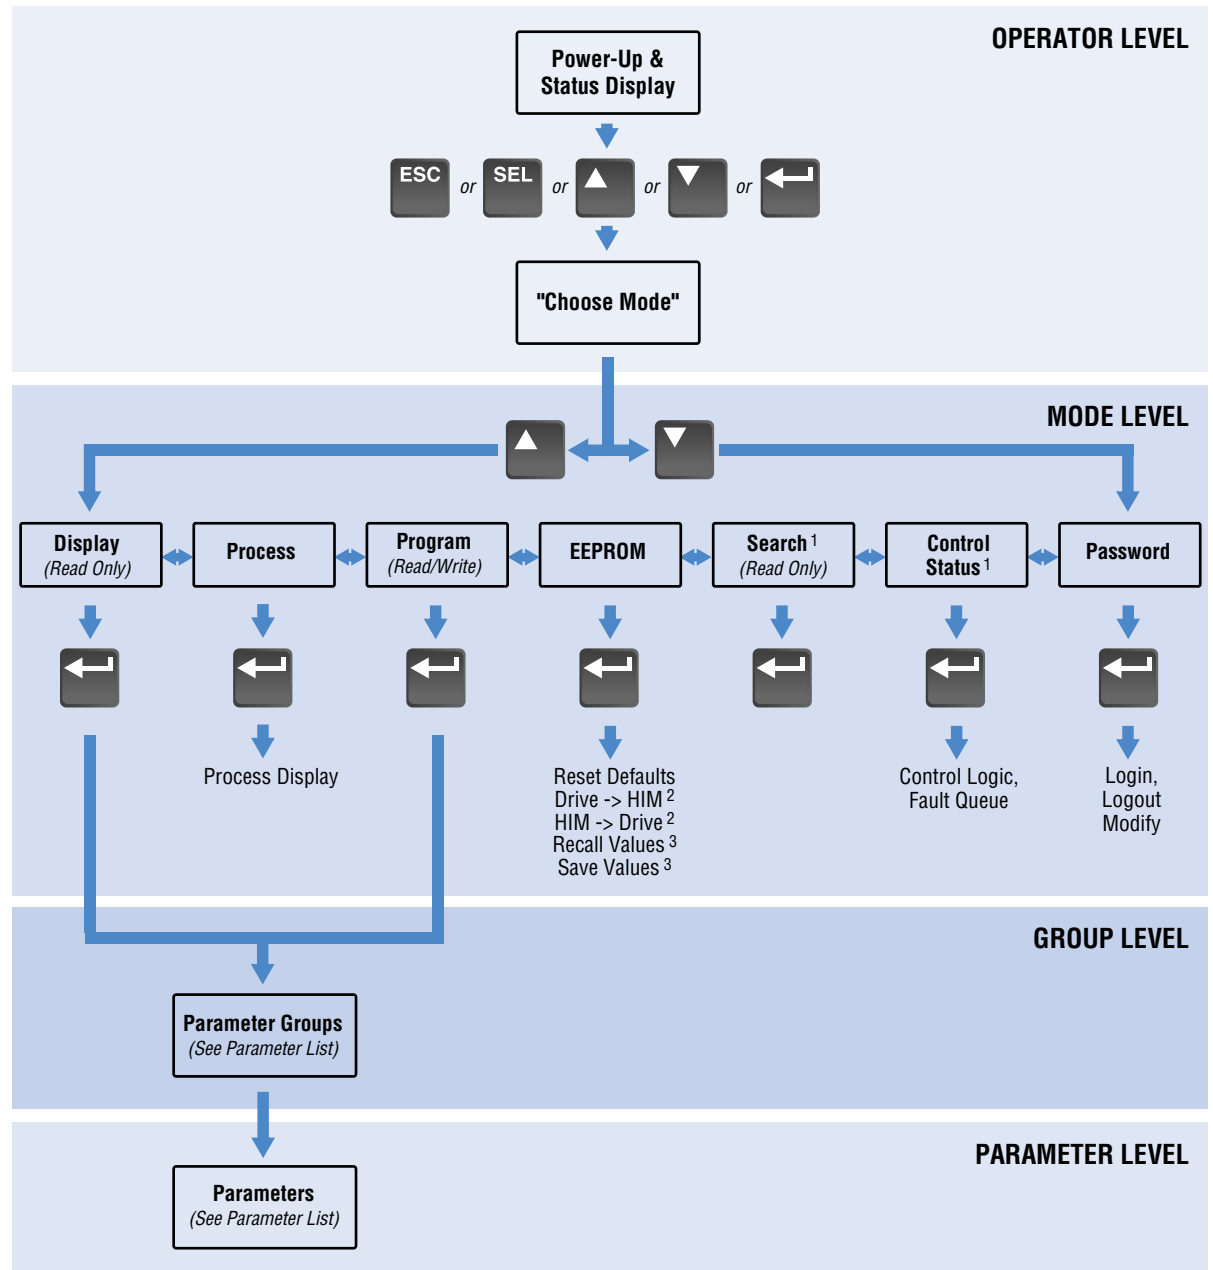 OPERATOR LEVEL
Power-Up &
Status Display
ESC or SEL or or or
"Choose Mode"
MODE LEVEL
Display
(Read Only)
Process
Program
(Read/Write)
EEPROM
Search 1
(Read Only)
Control
Status 1
Password
Process Display
Reset Defaults
Drive -> HIM 2
HIM -> Drive 2
Recall Values 3
Save Values 3
Control Logic,
Fault Queue
Login,
Logout
Modify
GROUP LEVEL
Parameter Groups
(See Parameter List)
PARAMETER LEVEL
Parameters
(See Parameter List)